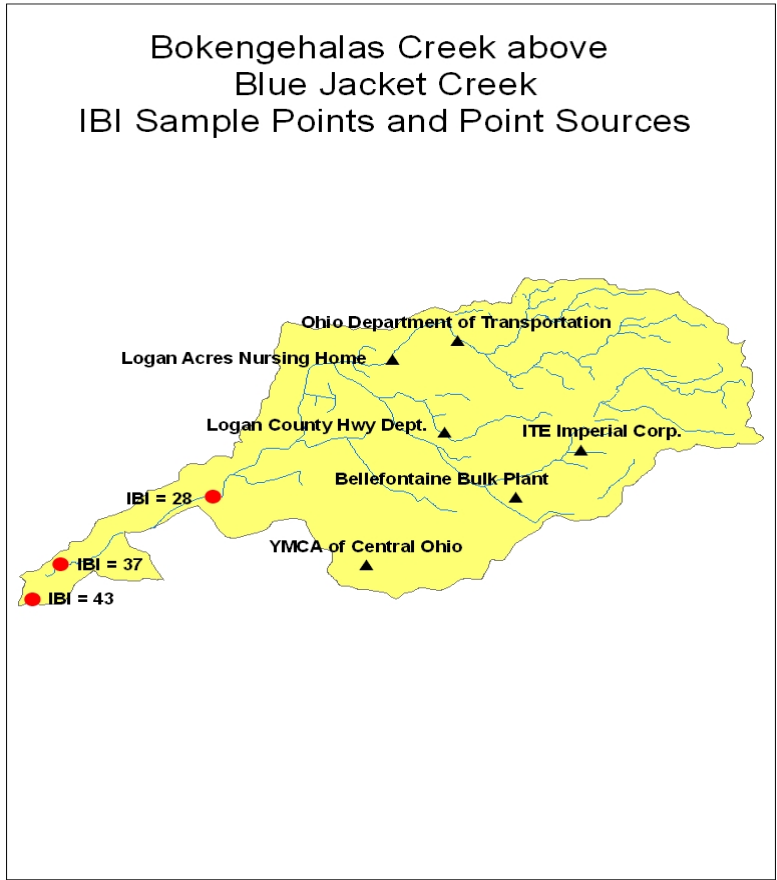 Bokengehalas Creek above
Blue Jacket Creek
IBI Sample Points and Point Sources
Ohio Department of Transportation
Logan Acres Nursing Home
Logan County Hwy Dept.
ITE Imperial Corp.
Bellefontaine Bulk Plant
IBI = 28
YMCA of Central Ohio
IBI = 37
IBI = 43